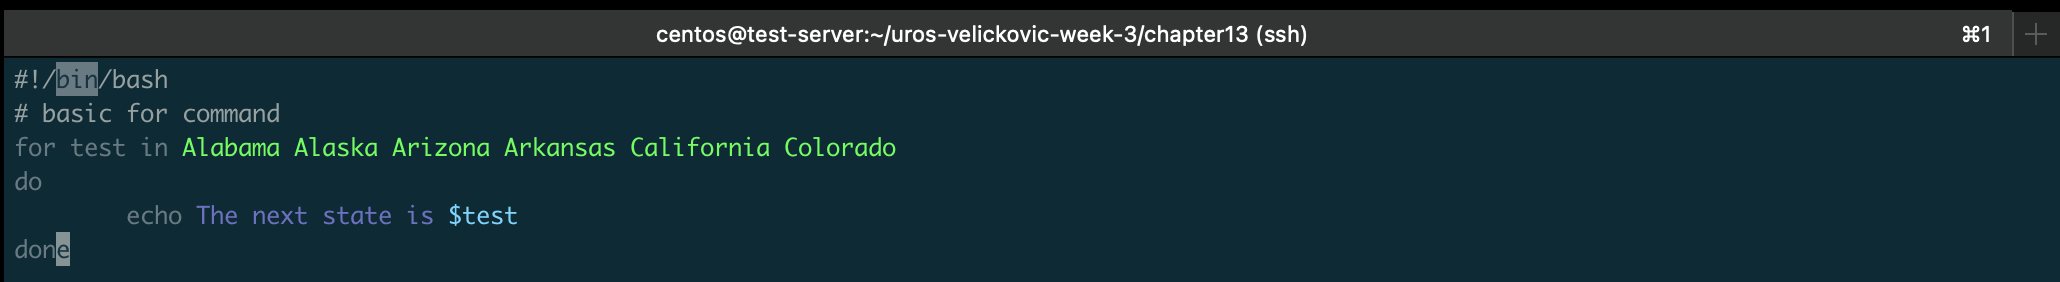 centos@test-server:~/uros-velickovic-week-3/chapter13 (ssh) ⌘1 +
#!/bin/bash
# basic for command
for test in Alabama Alaska Arizona Arkansas California Colorado
do
        echo The next state is $test
done